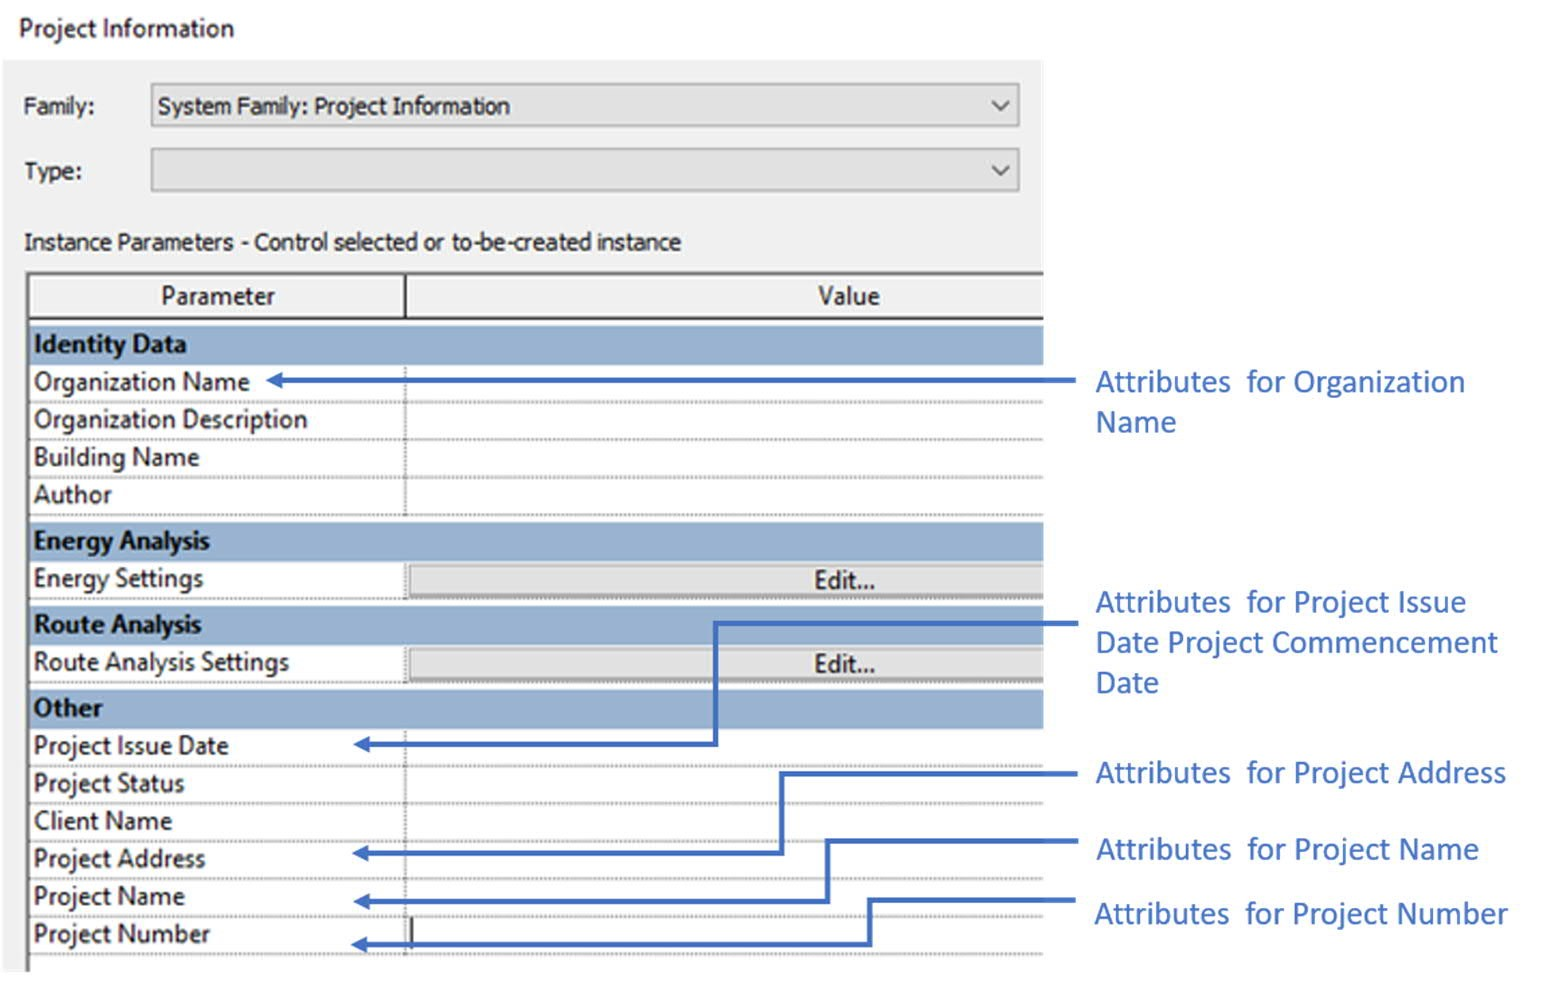 Project Information
Family:
System Family: Project Information
Type:
Instance Parameters - Control selected or to-be-created instance
Parameter
Value
Identity Data
Organization Name
Attributes for Organization
Name
Organization Description
Building Name
Author
Energy Analysis
Energy Settings
Edit...
Attributes for Project Issue
Date Project Commencement
Date
Route Analysis
Route Analysis Settings
Edit...
Other
Project Issue Date
Project Status
Attributes for Project Address
Client Name
Project Address
Attributes for Project Name
Project Name
Attributes for Project Number
Project Number